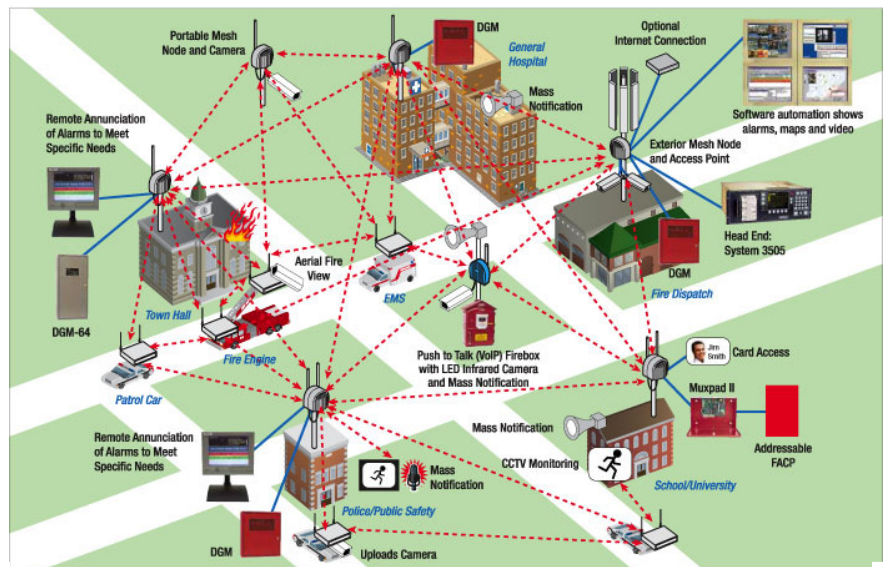 Portable Mesh
Node and Camera
DGM
General
Hospital
Optional
Internet Connection
Mass
Notification
Software automation shows
alarms, maps and video
Remote Annunciation
of Alarms to Meet
Specific Needs
Exterior Mesh Node
and Access Point
Head End:
System 3505
DGM
Fire Dispatch
Aerial Fire
View
EMS
Town Hall
DGM-64
Fire Engine
Patrol Car
Push to Talk (VoIP) Firebox
with LED Infrared Camera
and Mass Notification
Jim
Smith
Card Access
Muxpad II
Addressable
FACP
Mass Notification
CCTV Monitoring
School/University
Remote Annunciation
of Alarms to Meet
Specific Needs
Mass
Notification
Police/Public Safety
DGM
Uploads Camera